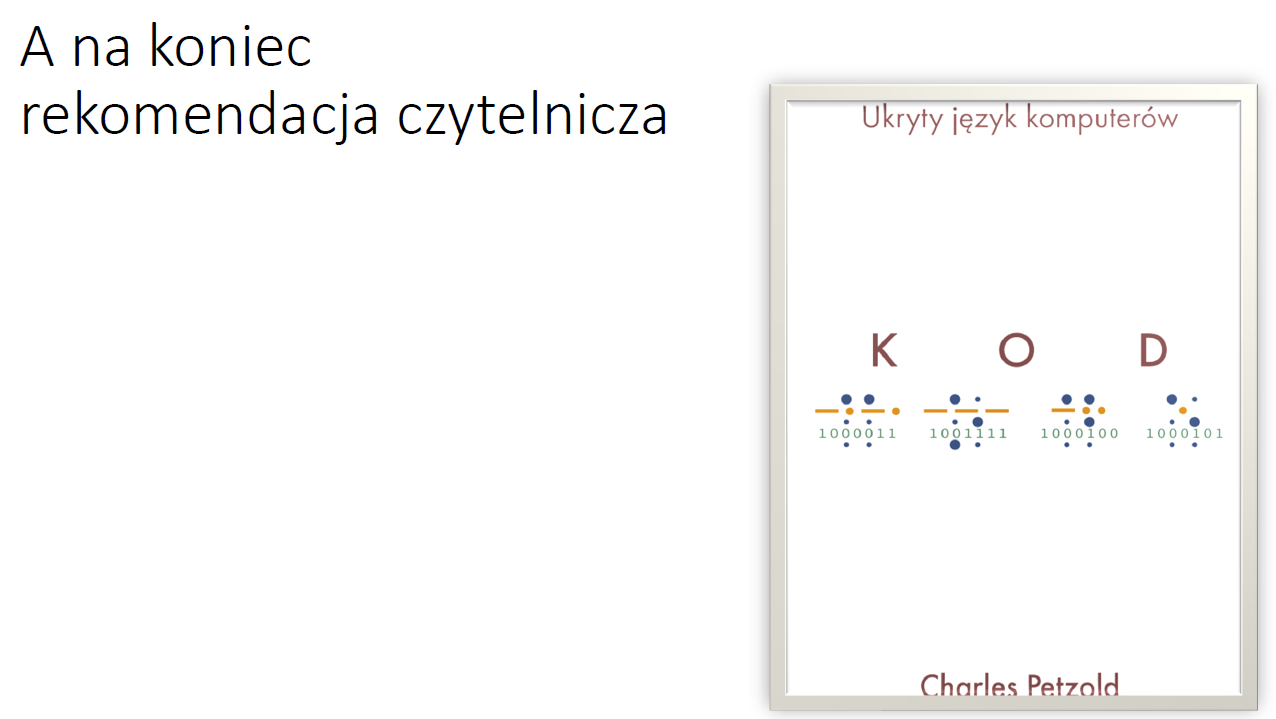 A na koniec
rekomendacja czytelnicza
Ukryty język komputerów
K O D
1000011 1001111 1000100 1000101
Charles Petzold